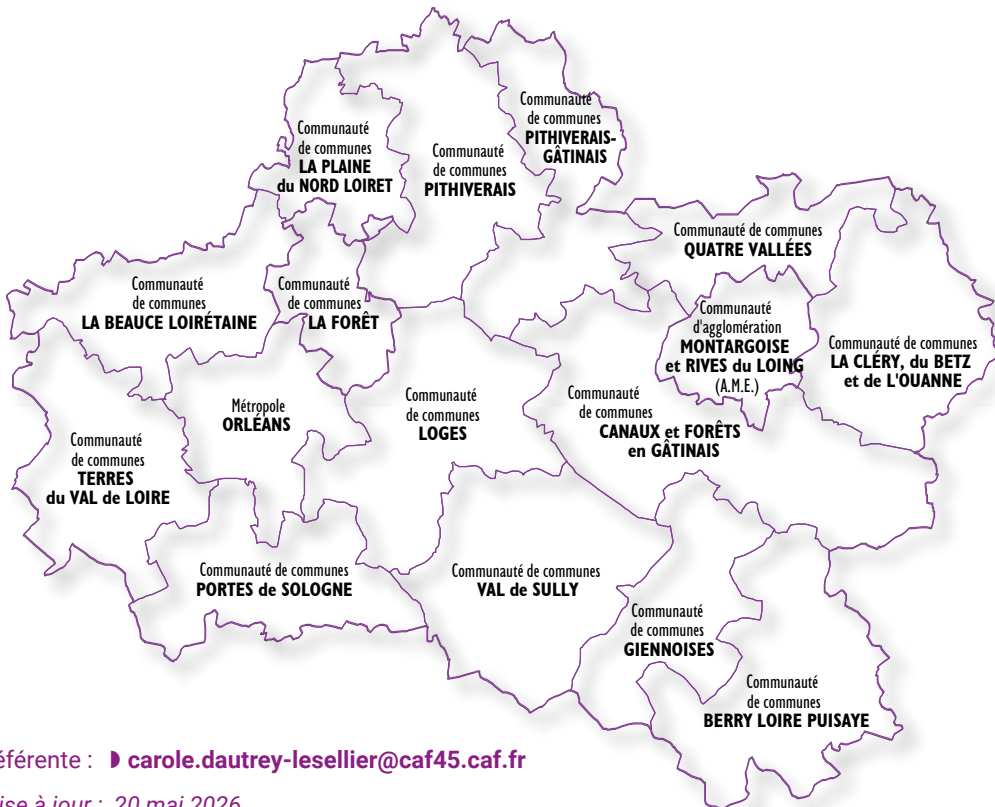 Communauté
de communes
PITHIVERAIS-
GÂTINAIS
Communauté
de communes
LA PLAINE
du NORD LOIRET
Communauté
de communes
PITHIVERAIS
Communauté de communes
QUATRE VALLÉES
Communauté
de communes
LA BEAUCE LOIRÉTAINE
Communauté
de communes
LA FORÊT
Communauté
d'agglomération
MONTARGOISE
et RIVES du LOING
(A.M.E.)
Communauté de communes
LA CLÉRY, du BETZ
et de L'OUANNE
Métropole
ORLÉANS
Communauté
de communes
LOGES
Communauté
de communes
CANAUX et FORÊTS
en GÂTINAIS
Communauté
de communes
TERRES
du VAL de LOIRE
Communauté de communes
PORTES de SOLOGNE
Communauté de communes
VAL de SULLY
Communauté
de communes
GIENNOISES
Communauté
de communes
BERRY LOIRE PUISAYE
éférente : ◗ carole.dautrey-lesellier@caf45.caf.fr
ise à jour : 20 mai 2026